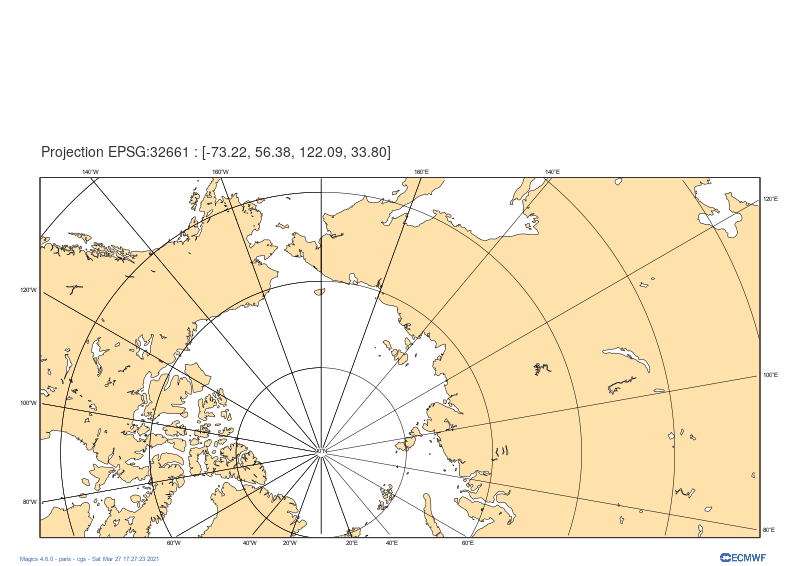 Projection EPSG:32661 : [-73.22, 56.38, 122.09, 33.80]
140°W 160°W 160°E 140°E
120°E
120°W
100°E
100°W
90°N
80°W
80°E
60°W 40°W 20°W 20°E 40°E 60°E
Magics 4.6.0 - paris - cgs - Sat Mar 27 17:27:23 2021
ECMWF